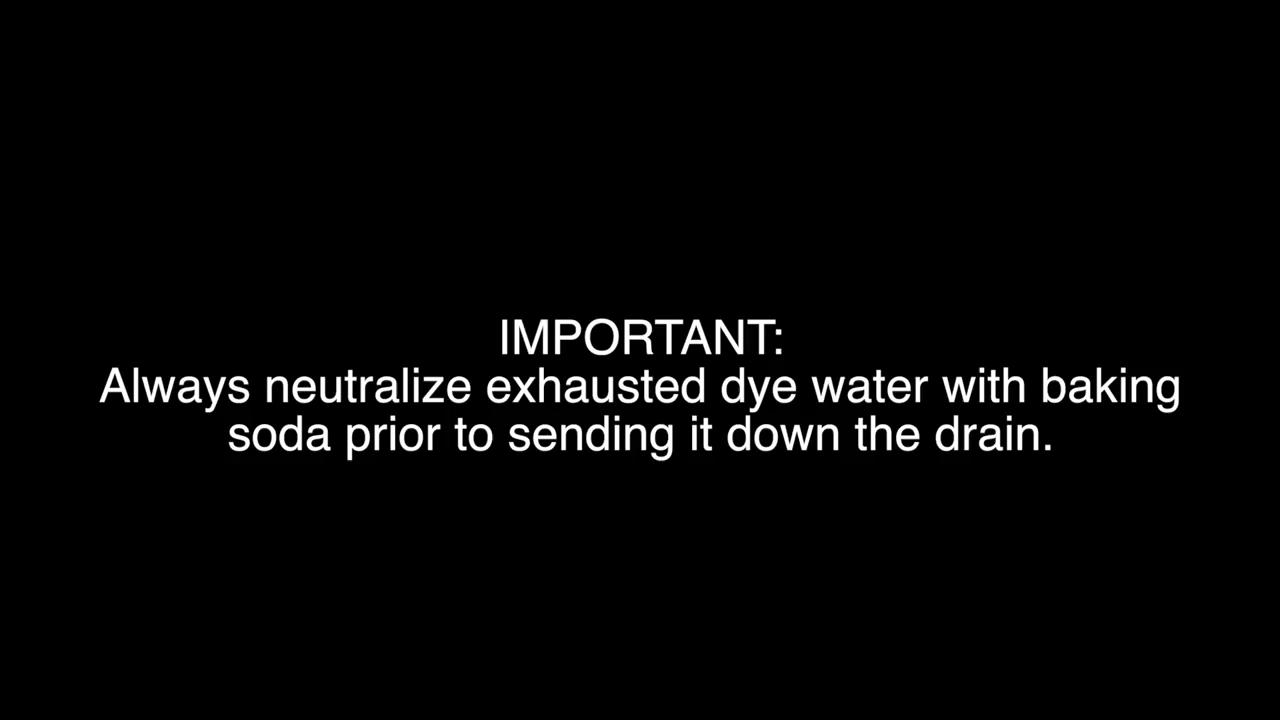 IMPORTANT:
Always neutralize exhausted dye water with baking
soda prior to sending it down the drain.